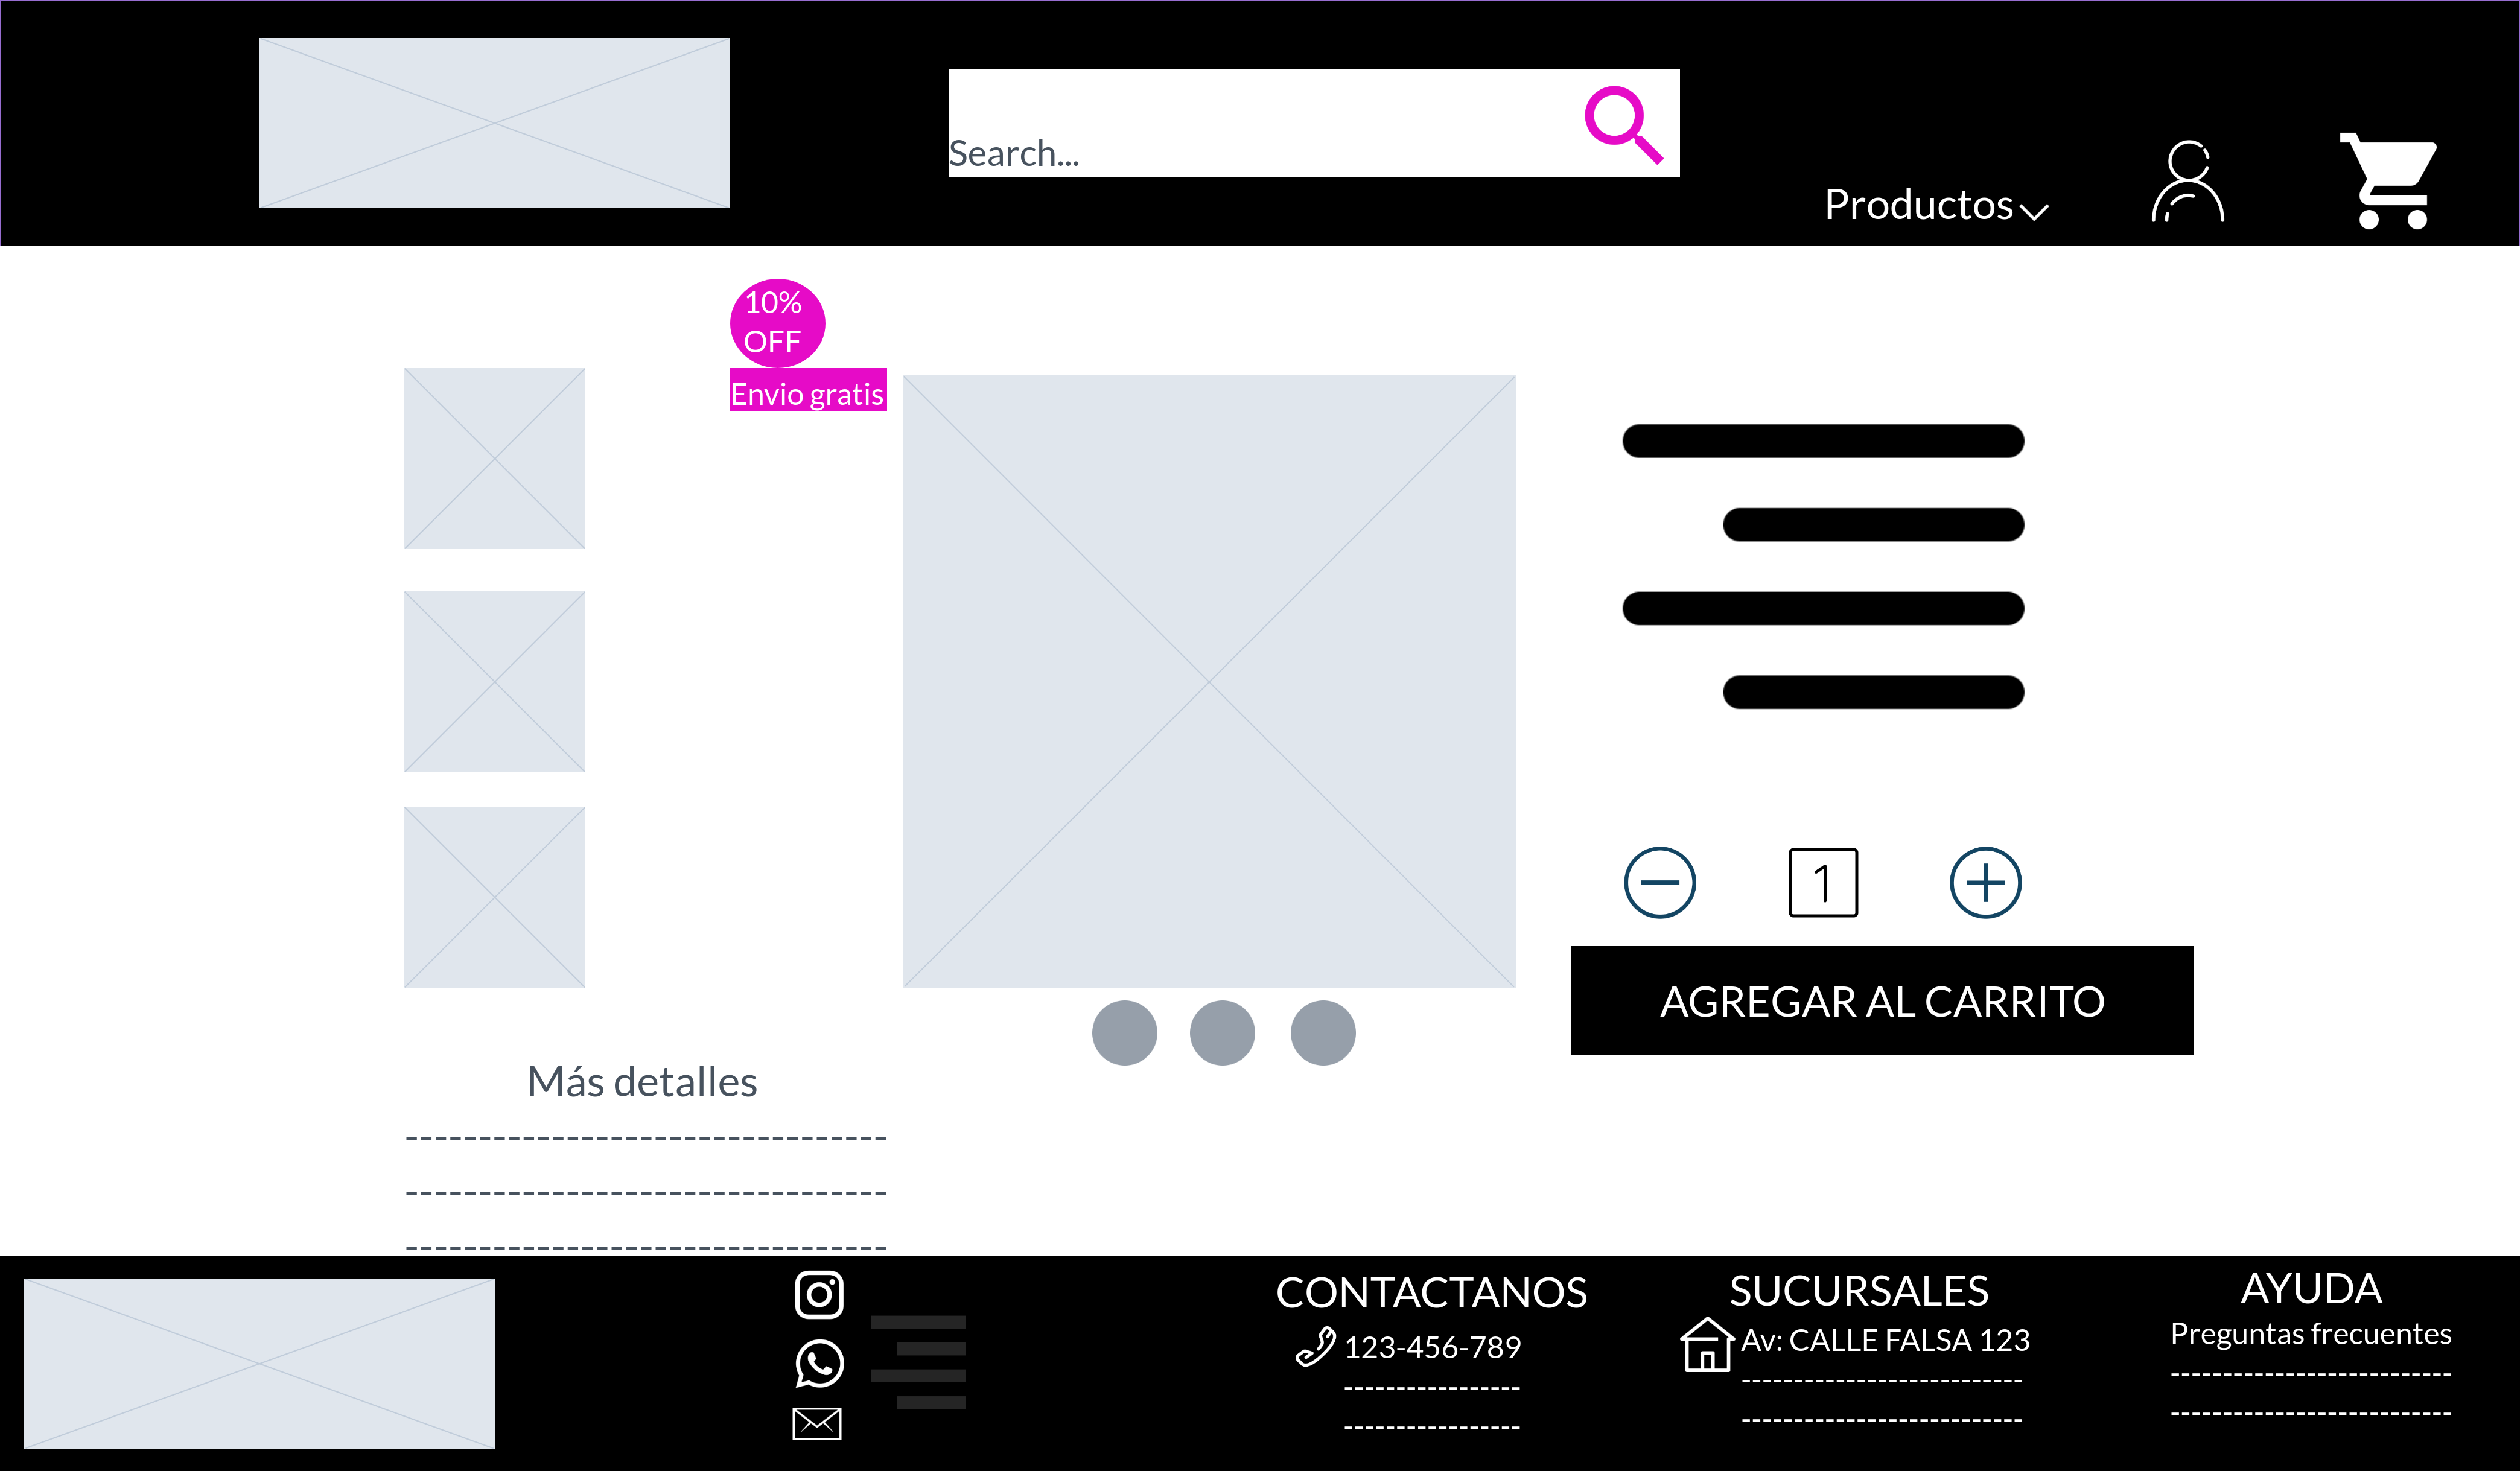 Search...
Productos
10%
OFF
Envio gratis
1
AGREGAR AL CARRITO
Más detalles
---------------------------------
---------------------------------
---------------------------------
CONTACTANOS
123-456-789
-----------------
-----------------
SUCURSALES
Av: CALLE FALSA 123
---------------------------
---------------------------
AYUDA
Preguntas frecuentes
---------------------------
---------------------------